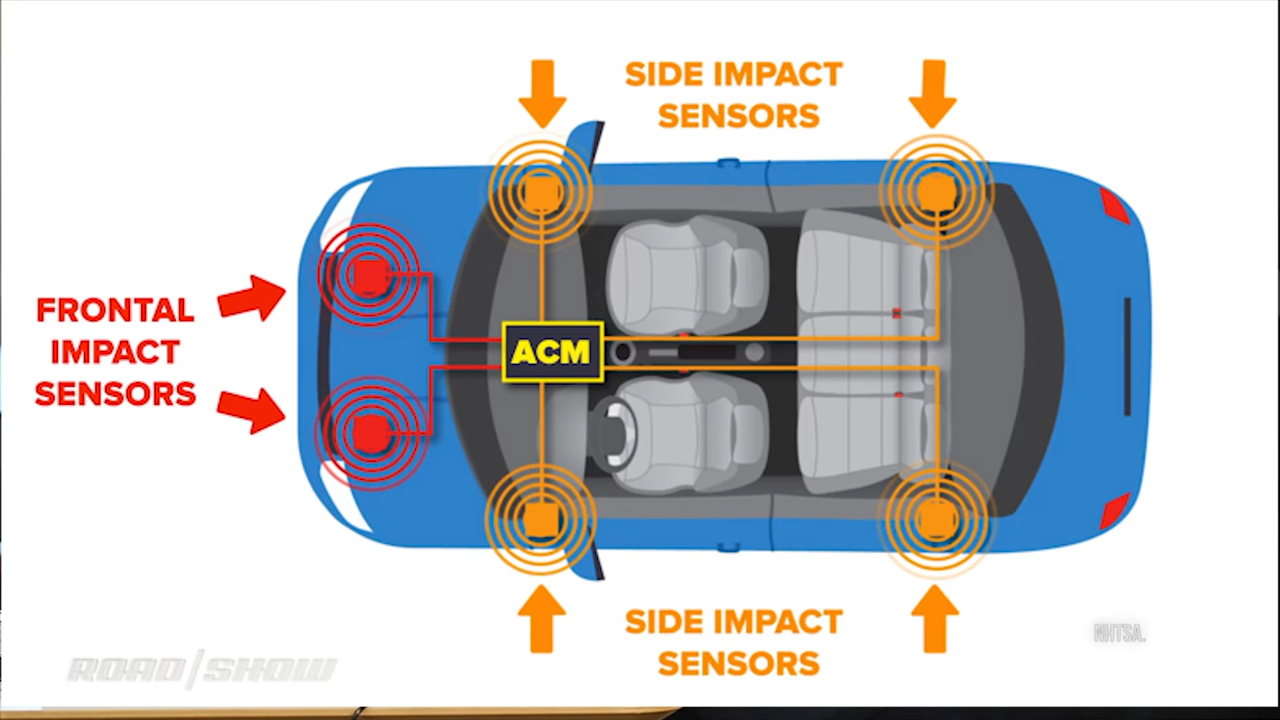 SIDE IMPACT
SENSORS
FRONTAL
IMPACT
SENSORS
ACM
SIDE IMPACT
SENSORS
NHTSA.
ROAD/SHOW